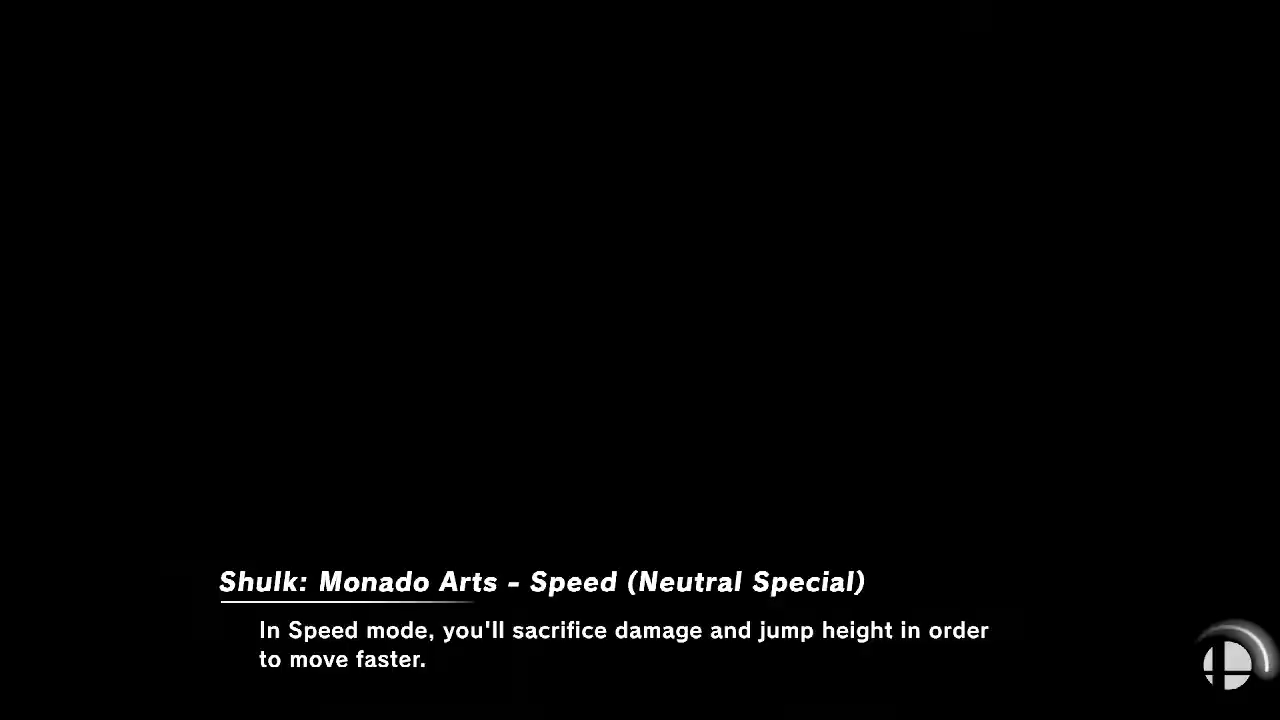 Shulk: Monado Arts - Speed (Neutral Special)
In Speed mode, you'll sacrifice damage and jump height in order
to move faster.